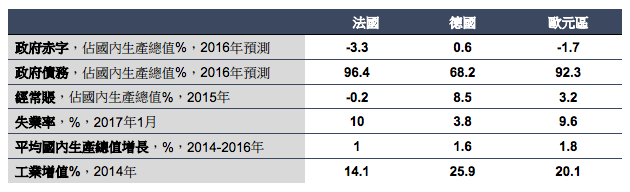 法國 德國 歐元區
政府赤字，佔國內生產總值%，2016年預測 -3.3 0.6 -1.7
政府債務，佔國內生產總值%，2016年預測 96.4 68.2 92.3
經常賬，佔國內生產總值%，2015年 -0.2 8.5 3.2
失業率，%，2017年1月 10 3.8 9.6
平均國內生產總值增長，%，2014-2016年 1 1.6 1.8
工業增值%，2014年 14.1 25.9 20.1